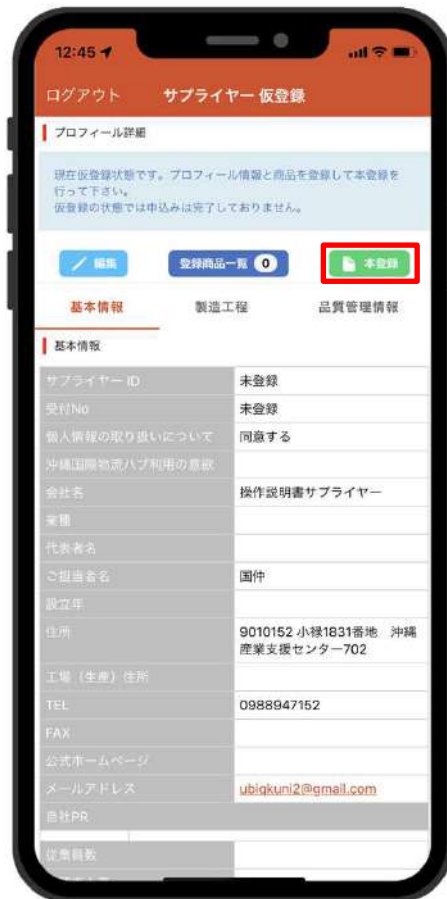 12:45
ログアウト サプライヤー 仮登録
プロフィール詳細
現在仮登録状態です。プロフィール情報と商品を登録して本登録を
行って下さい。
仮登録の状態では申込みは完了しておりません。
編集 登録商品一覧 0 本登録
基本情報 製造工程 品質管理情報
基本情報
サプライヤー ID 未登録
受付No 未登録
個人情報の取り扱いについて 同意する
沖縄国際物流ハブ利用の意欲
会社名 操作説明書サプライヤー
業種
代表者名
ご担当者名 国仲
設立年
住所 9010152 小禄1831番地 沖縄
産業支援センター702
工場（生産）住所
TEL 0988947152
FAX
公式ホームページ
メールアドレス ubiqkuni2@gmail.com
自社PR
従業員数